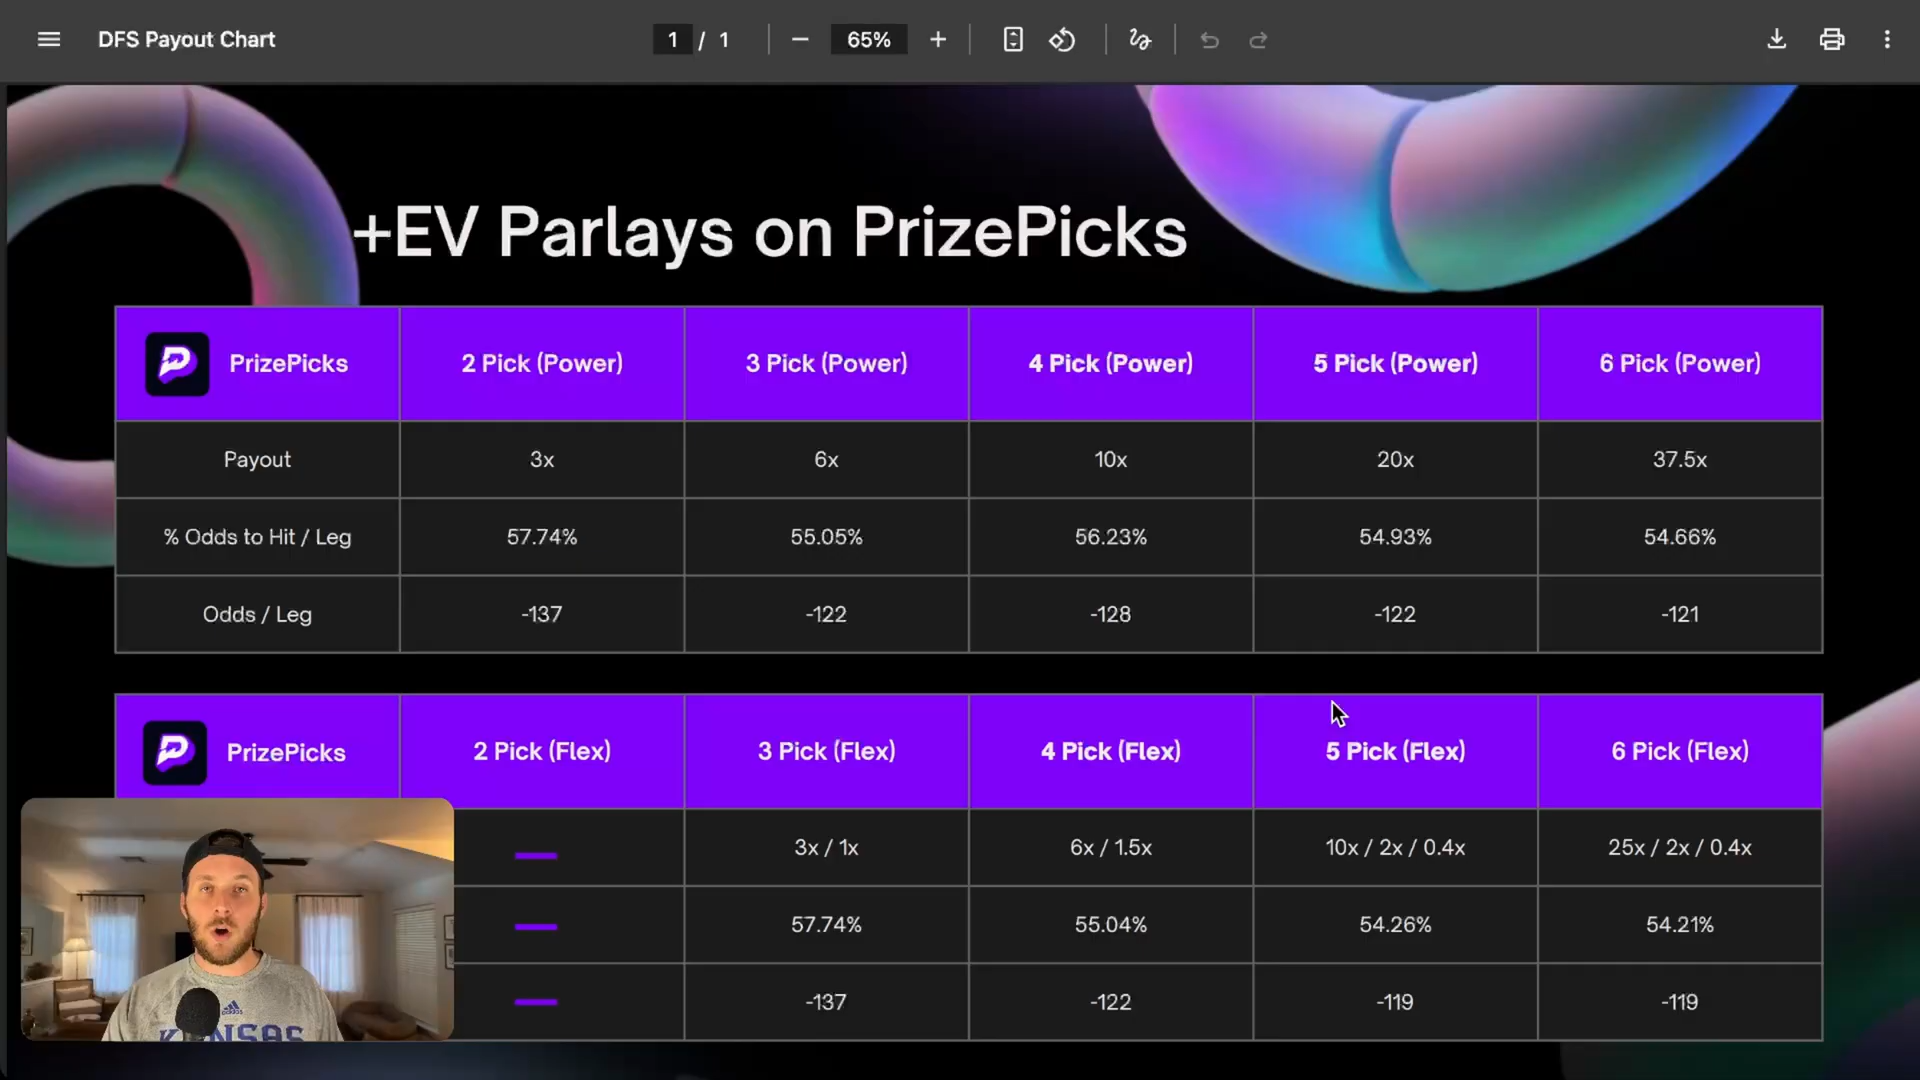 DFS Payout Chart
1 / 1
65%
+EV Parlays on PrizePicks
PrizePicks 2 Pick (Power) 3 Pick (Power) 4 Pick (Power) 5 Pick (Power) 6 Pick (Power)
Payout 3x 6x 10x 20x 37.5x
% Odds to Hit / Leg 57.74% 55.05% 56.23% 54.93% 54.66%
Odds / Leg -137 -122 -128 -122 -121
PrizePicks 2 Pick (Flex) 3 Pick (Flex) 4 Pick (Flex) 5 Pick (Flex) 6 Pick (Flex)
3x / 1x 6x / 1.5x 10x / 2x / 0.4x 25x / 2x / 0.4x
57.74% 55.04% 54.26% 54.21%
-137 -122 -119 -119
KANSAS